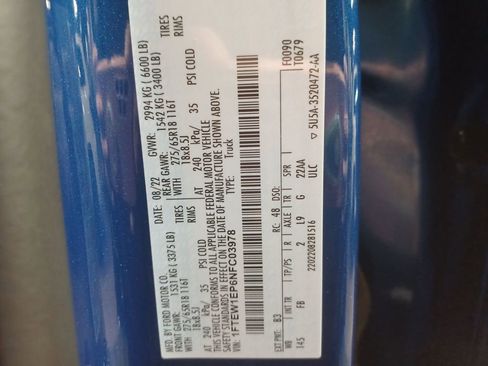 MFD. BY FORD MOTOR CO.
DATE: 08/22
GVWR: 2994 KG ( 6600 LB)
FRONT GAWR: 1531 KG ( 3375 LB)
REAR GAWR: 1542 KG ( 3400 LB)
275/65R18 116T
WITH 275/65R18 116T TIRES
18x8.5J
18x8.5J RIMS
AT 240 kPa/ 35 PSI COLD
AT 240 kPa/ 35 PSI COLD
THIS VEHICLE CONFORMS TO ALL APPLICABLE FEDERAL MOTOR VEHICLE
SAFETY STANDARDS IN EFFECT ON THE DATE OF MANUFACTURE SHOWN ABOVE.
VIN: 1FTEW1EP6NFC03978
TYPE: Truck
F0090
T0679
EXT PNT: B3 RC: 48 DSO:
WB INT TR TP/PS R AXLE TR SPR
145 FB 2 L9 G 22AA
ULC
2202208281516
▽ 5U5A-3520472-AA